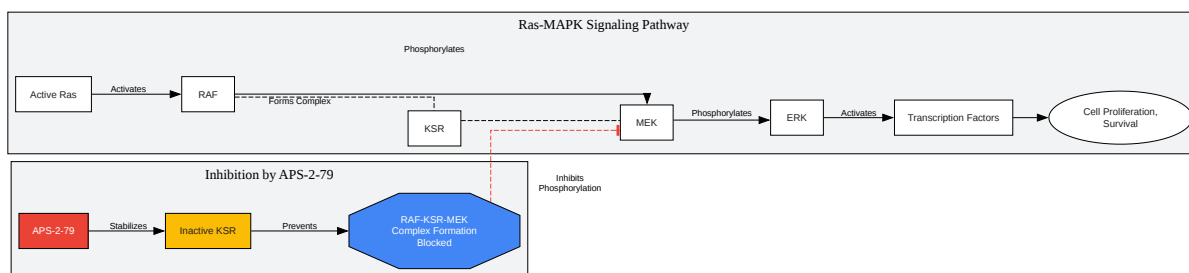 Ras-MAPK Signaling Pathway
Phosphorylates
Active Ras
Activates
RAF
Forms Complex
KSR
MEK
Phosphorylates
ERK
Activates
Transcription Factors
Cell Proliferation,
Survival
Inhibition by APS-2-79
Inhibits
Phosphorylation
APS-2-79
Stabilizes
Inactive KSR
Prevents
RAF-KSR-MEK
Complex Formation
Blocked